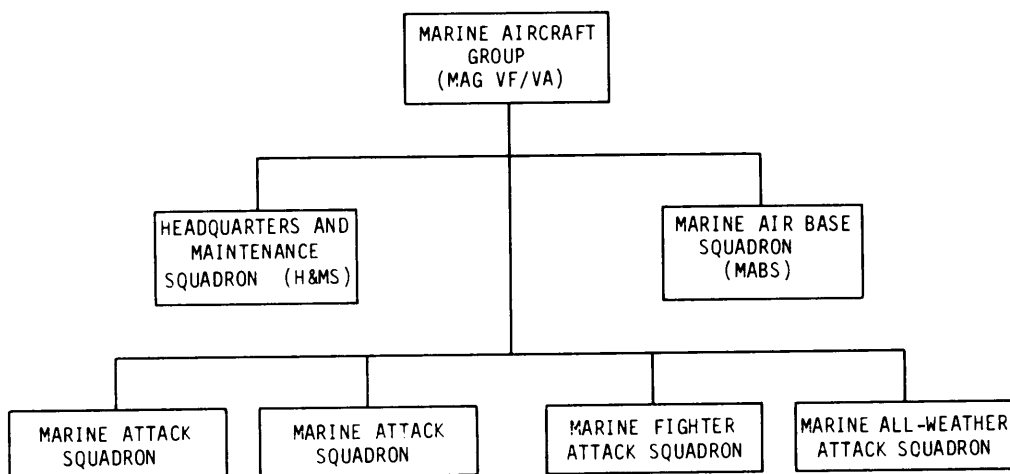 MARINE AIRCRAFT
GROUP
(MAG VF/VA)
HEADQUARTERS AND
MAINTENANCE
SQUADRON (H&MS)
MARINE AIR BASE
SQUADRON
(MABS)
MARINE ATTACK
SQUADRON
MARINE ATTACK
SQUADRON
MARINE FIGHTER
ATTACK SQUADRON
MARINE ALL-WEATHER
ATTACK SQUADRON